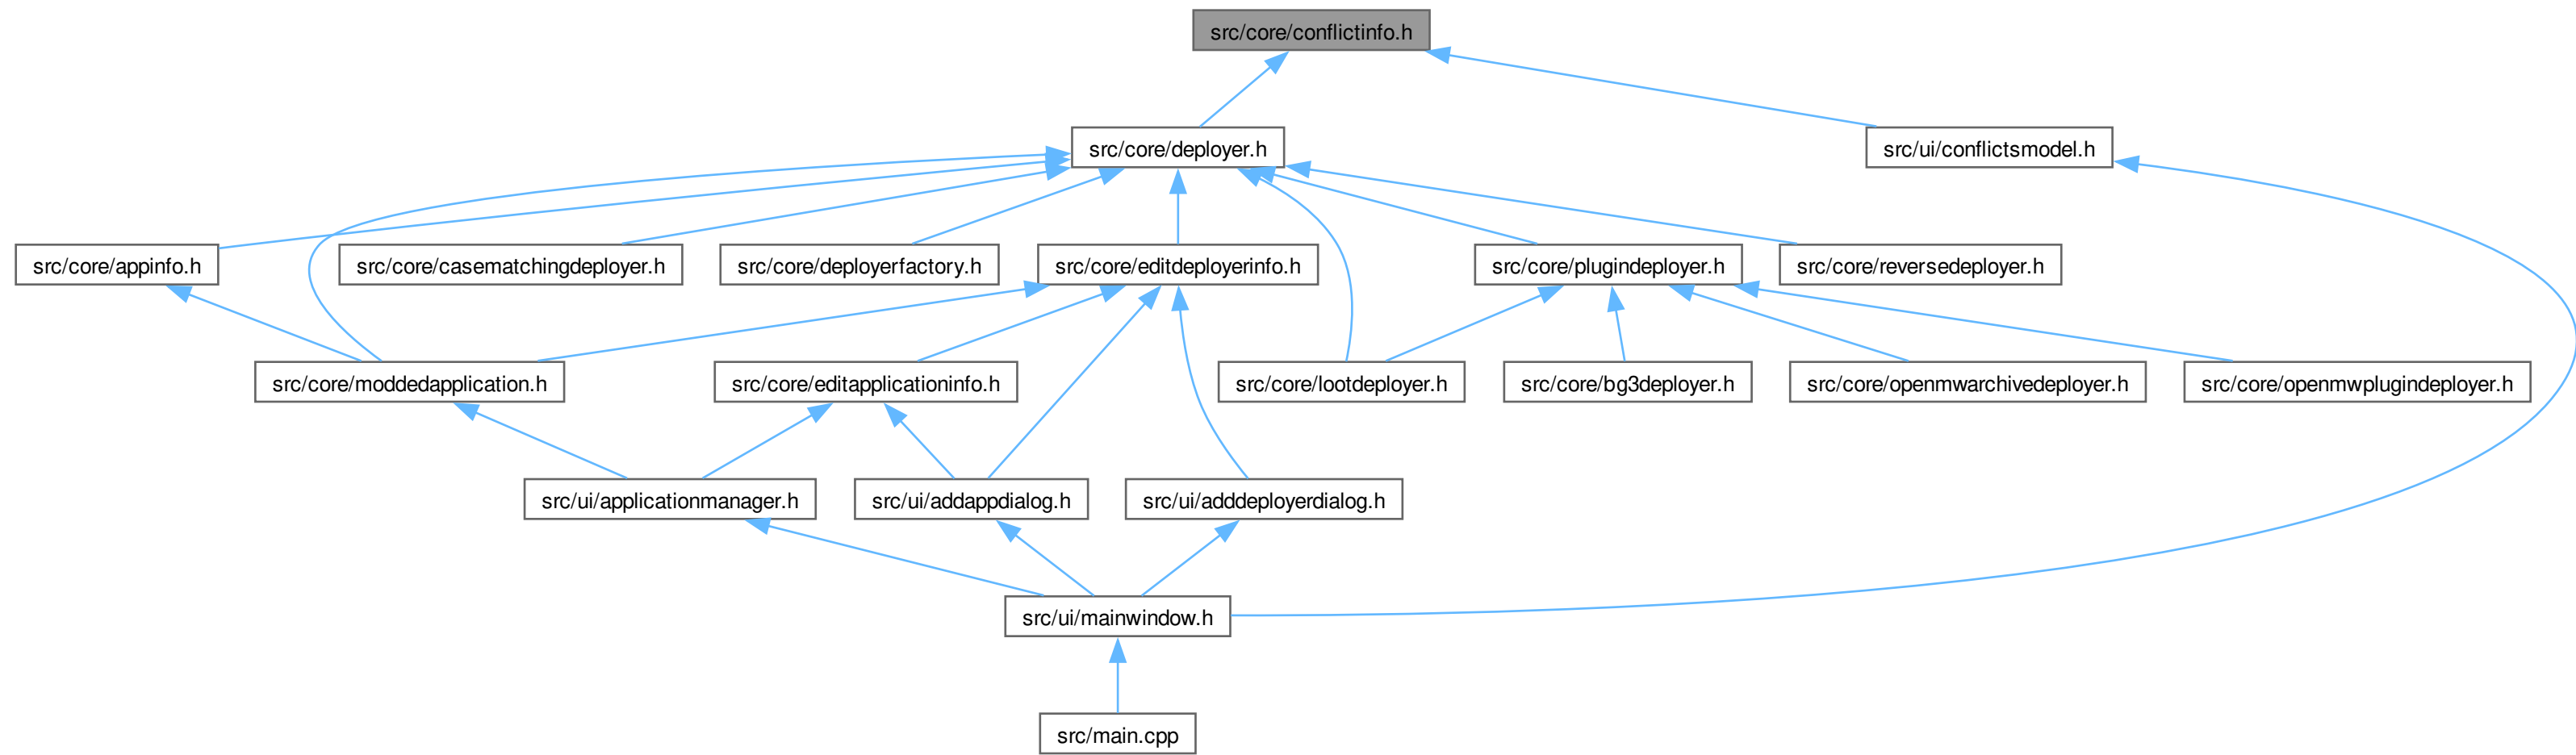 src/core/conflictinfo.h
src/core/deployer.h
src/ui/conflictsmodel.h
src/core/appinfo.h
src/core/casematchingdeployer.h
src/core/deployerfactory.h
src/core/editdeployerinfo.h
src/core/plugindeployer.h
src/core/reversedeployer.h
src/core/moddedapplication.h
src/core/editapplicationinfo.h
src/core/lootdeployer.h
src/core/bg3deployer.h
src/core/openmwarchivedeployer.h
src/core/openmwplugindeployer.h
src/ui/applicationmanager.h
src/ui/addappdialog.h
src/ui/adddeployerdialog.h
src/ui/mainwindow.h
src/main.cpp